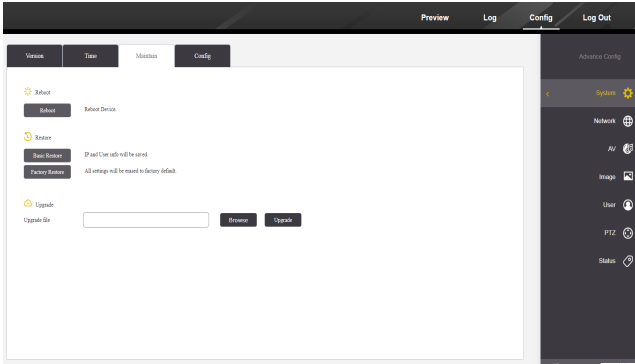 Preview Log Config Log Out
Version Time Maintain Config
Advance Config
Reboot
Reboot Reboot Device.
Restore
Basic Restore IP and User info will be saved.
Factory Restore All settings will be erased to factory default.
Upgrade
Upgrade file Browse Upgrade
System
Network
AV
Image
User
PTZ
Status